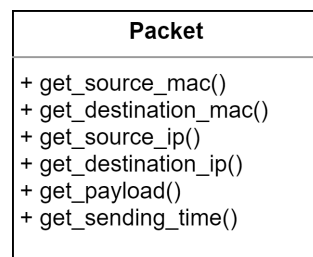 Packet
+ get_source_mac()
+ get_destination_mac()
+ get_source_ip()
+ get_destination_ip()
+ get_payload()
+ get_sending_time()